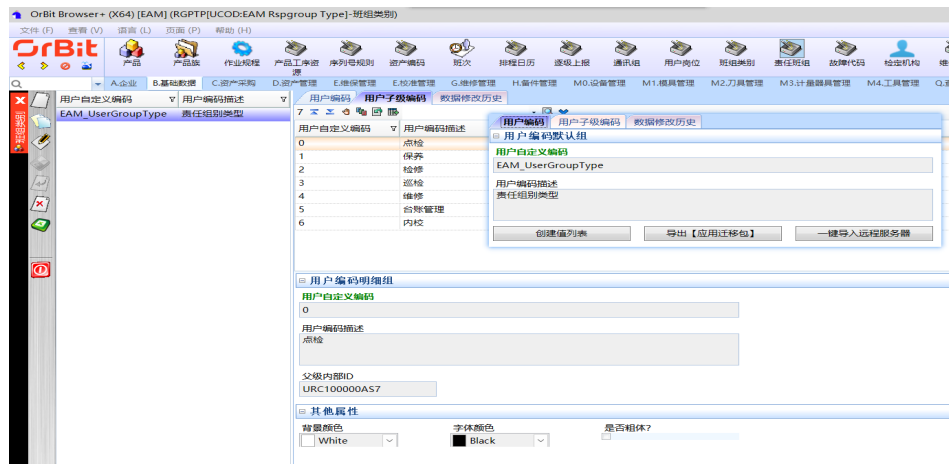 OrBit Browser+ (X64) [EAM] (RGPTP[UCOD:EAM Rspgroup Type]-班组类别)
文件 (F) 查看 (V) 语言 (L) 页面 (P) 帮助 (H)
OrBit
产品 产品族 作业规程 产品工序资源 序列号规则 资产编码 班次 排程日历 逐级上报 通讯组 用户岗位 班组类别 责任班组 故障代码 检定机构
A.企业 B.基础数据 C.资产采购 D.资产管理 E.维保管理 F.校准管理 G.维修管理 H.备件管理 M0.设备管理 M1.模具管理 M2.刀具管理 M3.计量器具管理 M4.工具管理
班组类别
用户自定义编码 用户编码描述
EAM_UserGroupType 责任组别类型
用户编码 用户子级编码 数据修改历史
7
用户自定义编码 用户编码描述
0 点检
1 保养
2 检修
3 巡检
4 维修
5 台账管理
6 内校
用户编码 用户子级编码 数据修改历史
用户编码默认组
用户自定义编码
EAM_UserGroupType
用户编码描述
责任组别类型
创建值列表 导出【应用迁移包】 一键导入远程服务器
用户编码明细组
用户自定义编码
0
用户编码描述
点检
父级内部ID
URC100000AS7
其他属性
背景颜色 字体颜色 是否粗体?
White Black